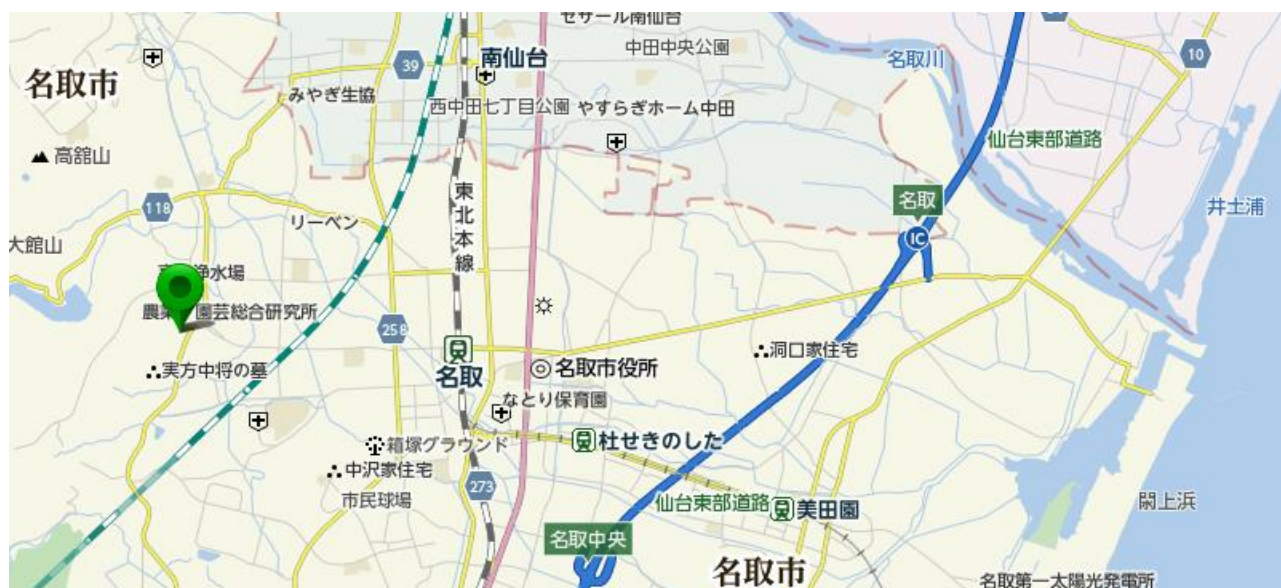 セザール南仙台
10
南仙台
中田中央公園
名取川
39
名取市
みやぎ生協
西中田七丁目公園
やすらぎホーム中田
仙台東部道路
高舘山
東北本線
名取
118
井土浦
リーベン
IC
大館山
浄水場
園芸総合研究所
258
洞口家住宅
実方中将の墓
名取
名取市役所
なとり保育園
箱塚グラウンド
杜せきのした
中沢家住宅
273
市民球場
仙台東部道路
美田園
閖上浜
名取中央
名取市
名取第一太陽光発電所